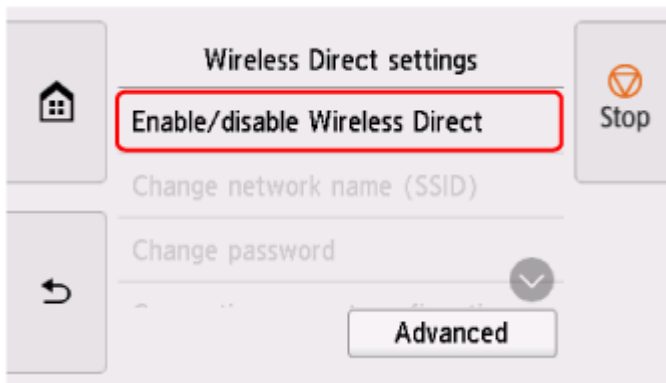 Wireless Direct settings
Enable/disable Wireless Direct
Stop
Change network name (SSID)
Change password
Advanced